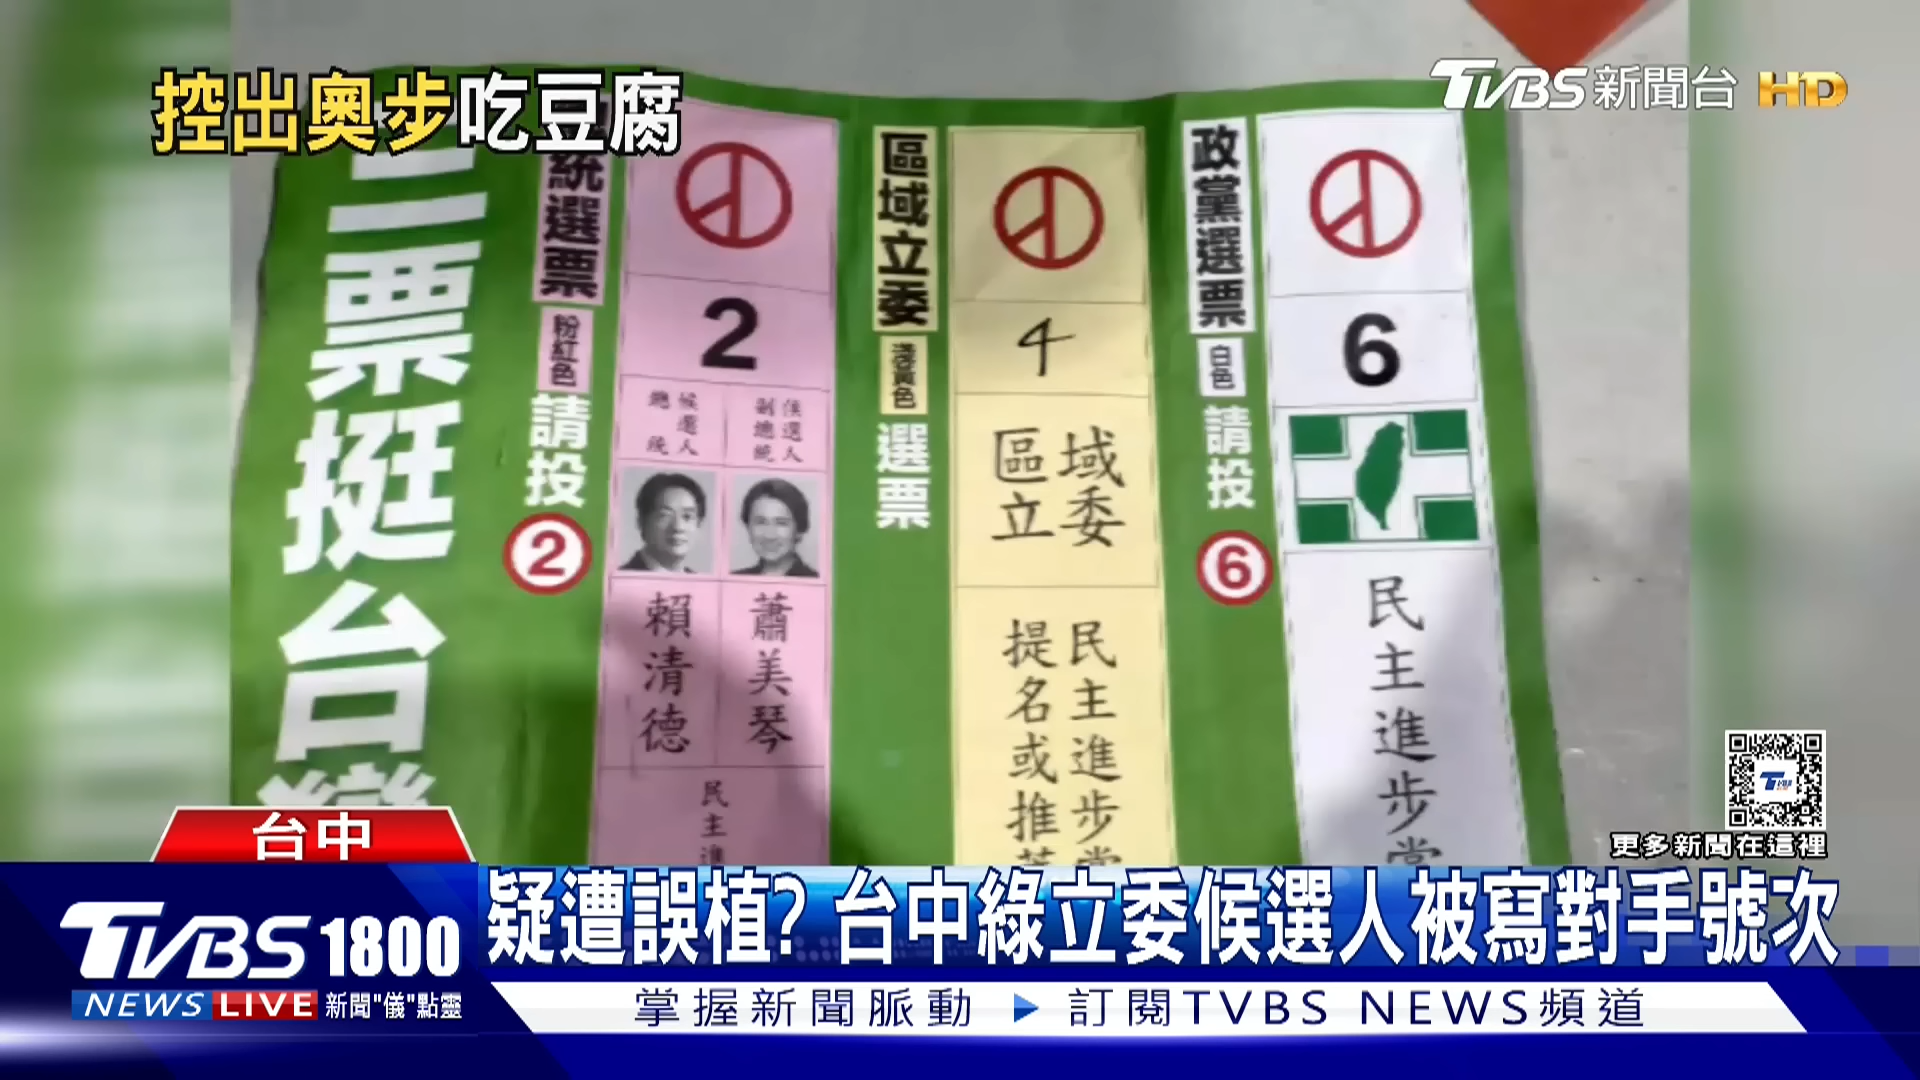 控出奧步吃豆腐
TVBS新聞台 HD
三票挺台灣
統選票
粉紅色
請投
2
2
總統候選人
副總統候選人
賴清德
蕭美琴
民主進
區域立委
淺黃色
選票
4
區域立委
民主進步黨
提名或推薦
政黨選票
白色
請投
6
6
民主進步黨
更多新聞在這裡
台中
疑遭誤植? 台中綠立委候選人被寫對手號次
TVBS 1800
NEWS LIVE 新聞"儀"點靈
掌握新聞脈動 ▶ 訂閱TVBS NEWS頻道